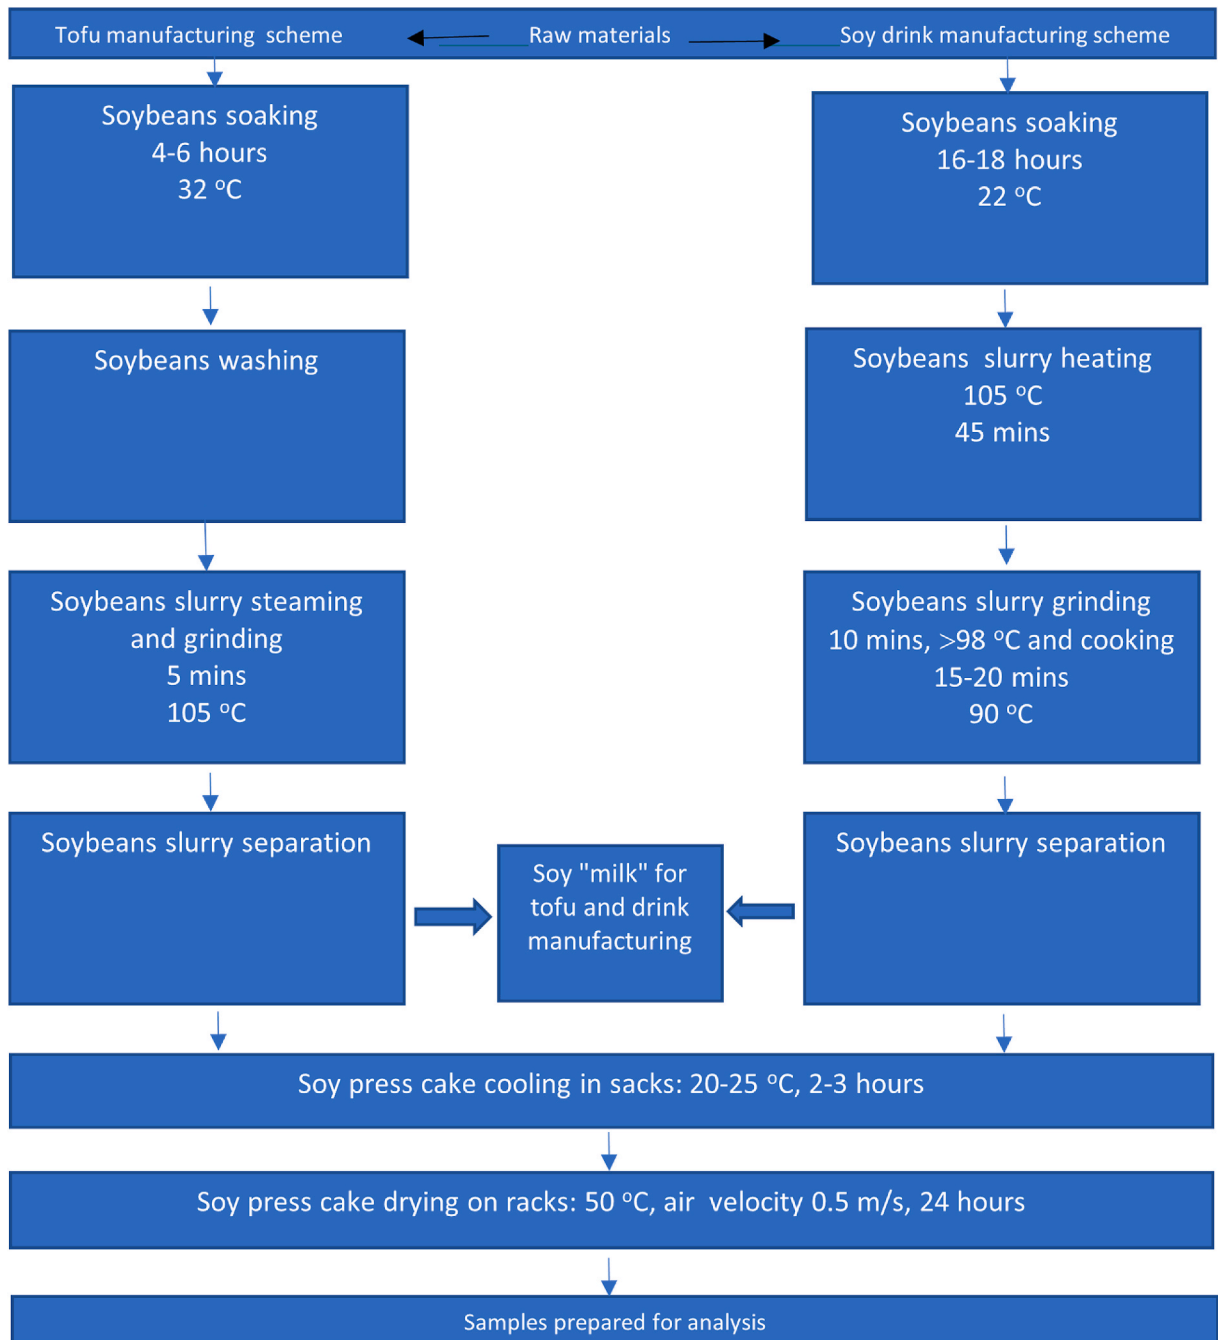 Tofu manufacturing scheme Raw materials Soy drink manufacturing scheme
Soybeans soaking
4-6 hours
32 °C
Soybeans soaking
16-18 hours
22 °C
Soybeans washing
Soybeans slurry heating
105 °C
45 mins
Soybeans slurry steaming
and grinding
5 mins
105 °C
Soybeans slurry grinding
10 mins, >98 °C and cooking
15-20 mins
90 °C
Soybeans slurry separation
Soy "milk" for
tofu and drink
manufacturing
Soybeans slurry separation
Soy press cake cooling in sacks: 20-25 °C, 2-3 hours
Soy press cake drying on racks: 50 °C, air velocity 0.5 m/s, 24 hours
Samples prepared for analysis